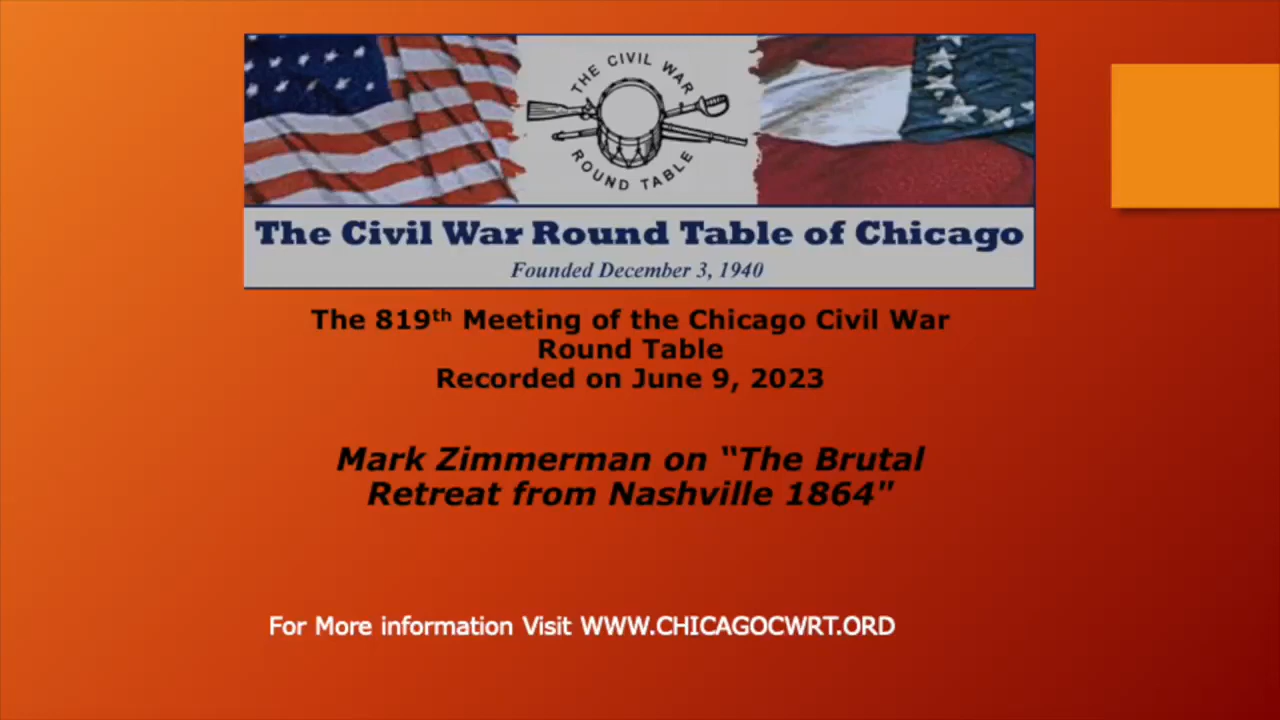 THE CIVIL WAR
ROUND TABLE
The Civil War Round Table of Chicago
Founded December 3, 1940
The 819th Meeting of the Chicago Civil War
Round Table
Recorded on June 9, 2023
Mark Zimmerman on “The Brutal
Retreat from Nashville 1864"
For More information Visit WWW.CHICAGOCWRT.ORD